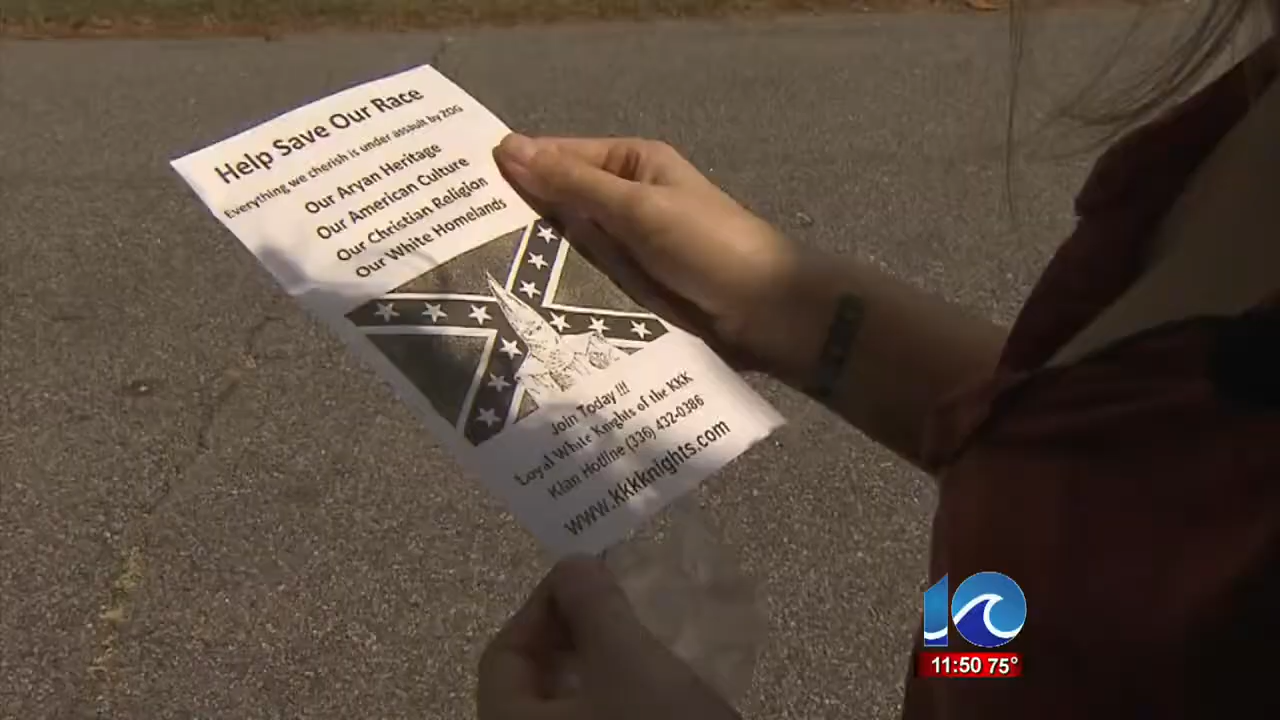 Help Save Our Race
Everything we cherish is under assault by ZOG
Our Aryan Heritage
Our American Culture
Our Christian Religion
Our White Homelands
Join Today !!!
Loyal White Knights of the KKK
Klan Hotline (336) 432-0386
www.kkkknights.com
10
11:50 75°